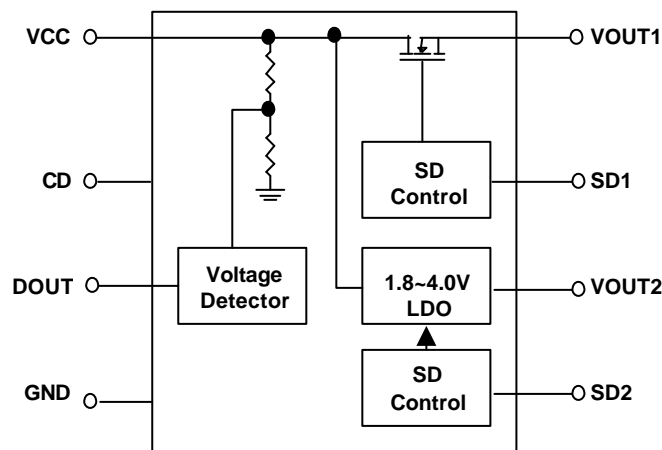 VCC
VOUT1
CD
SD
Control
SD1
DOUT
Voltage
Detector
1.8~4.0V
LDO
VOUT2
GND
SD
Control
SD2